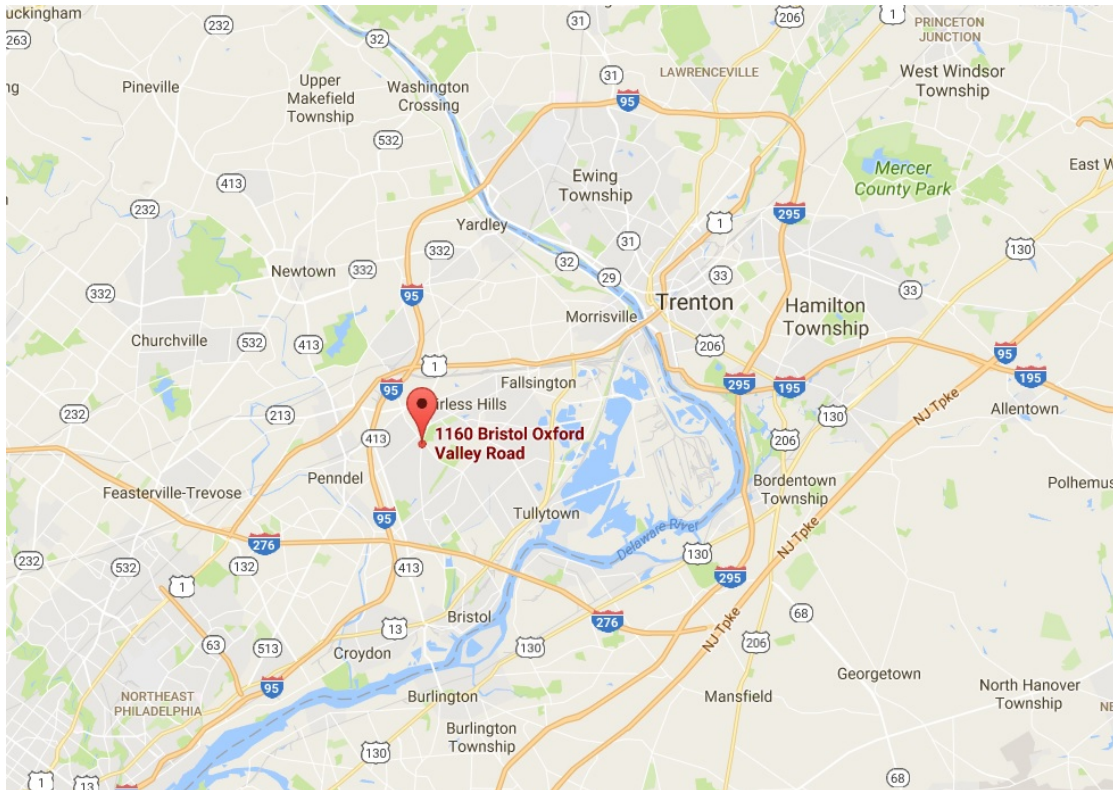 uckingham
263
232
32
31
206
1
PRINCETON
JUNCTION
ng
Pineville
Upper
Makefield
Township
Washington
Crossing
31
LAWRENCEVILLE
West Windsor
Township
95
532
413
232
Ewing
Township
Mercer
County Park
East W
Yardley
295
1
31
130
332
32
29
33
33
Newtown
332
332
95
Trenton
Hamilton
Township
Morrisville
206
Churchville
532
413
1
95
195
295
195
Fallsington
95
irless Hills
232
213
413
1160 Bristol Oxford
Valley Road
NJ Tpke
130
Allentown
206
Penndel
Feasterville-Trevose
Bordentown
Township
Polhemus
95
Tullytown
Delaware River
NJ Tpke
276
232
532
132
413
130
1
295
Bristol
276
68
13
NJ Tpke
63
513
Croydon
130
206
Georgetown
95
NORTHEAST
PHILADELPHIA
Burlington
Mansfield
North Hanover
Township
NE
Burlington
Township
130
1
13
68